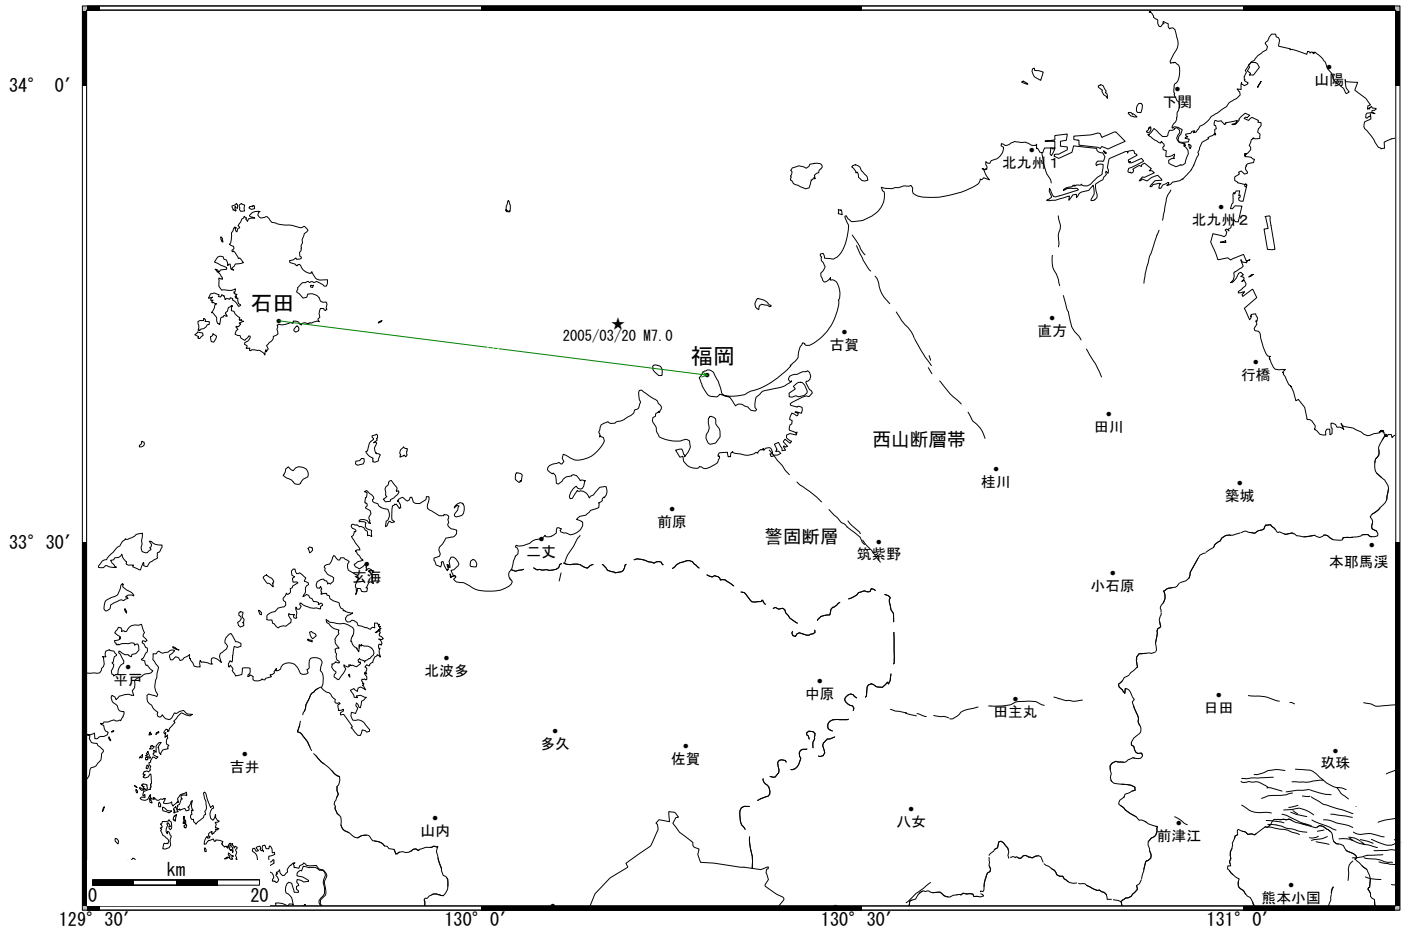 34° 0′
山陽
下関
北九州1
北九州2
石田
2005/03/20 M7.0
福岡
古賀
直方
行橋
田川
西山断層帯
桂川
築城
前原
警固断層
33° 30′
二丈
筑紫野
本耶馬渓
玄海
小石原
北波多
平戸
中原
田主丸
日田
多久
佐賀
吉井
玖珠
八女
山内
前津江
km
0 20
熊本小国
129° 30′
130° 0′
130° 30′
131° 0′